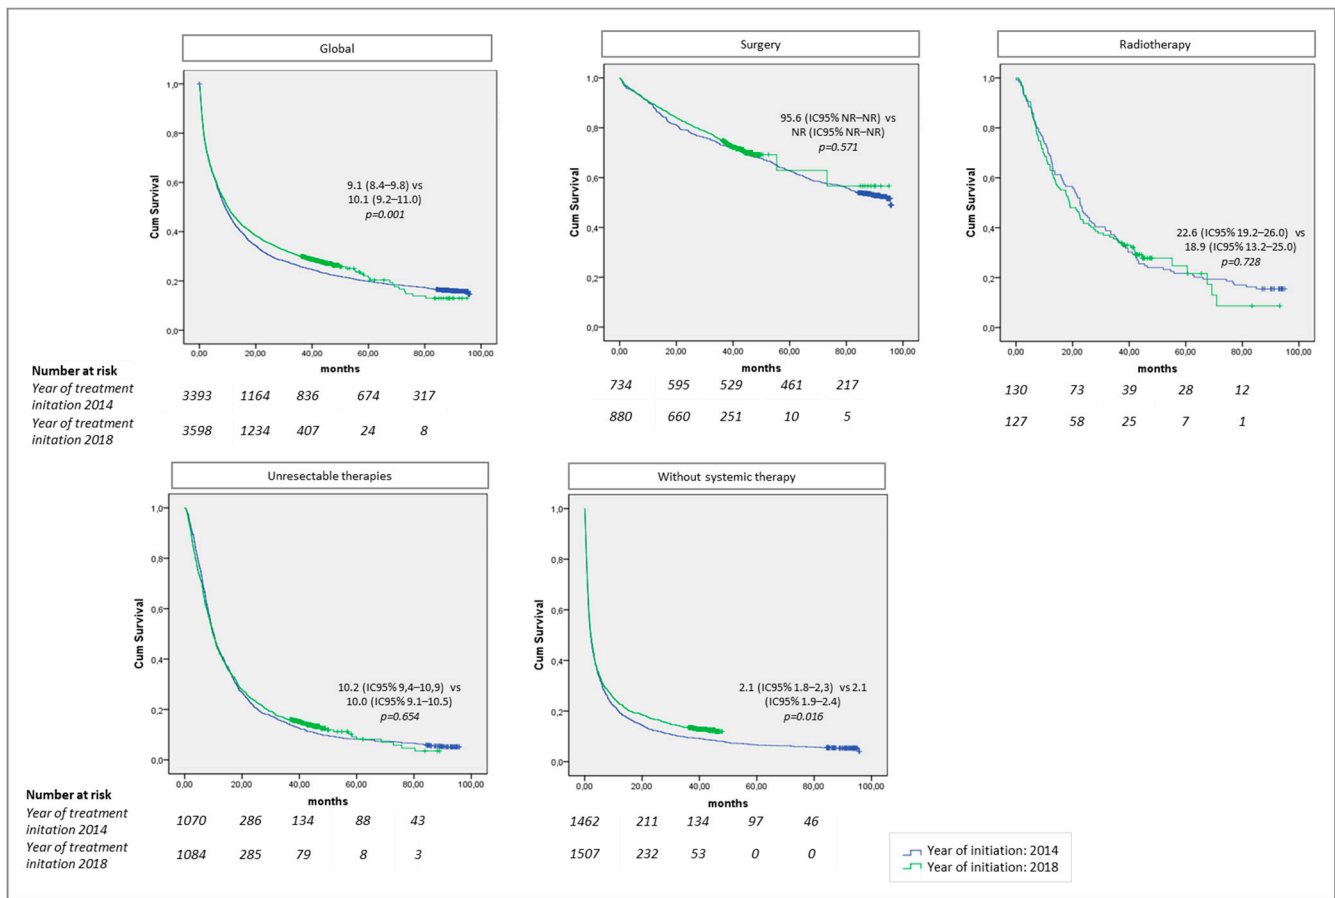 Global
Cum Survival
1,0
0,8
0,6
0,4
0,2
0,0
9.1 (8.4–9.8) vs
10.1 (9.2–11.0)
p=0.001
0,00 20,00 40,00 60,00 80,00 100,00
months
Surgery
Cum Survival
1,0
0,8
0,6
0,4
0,2
0,0
95.6 (IC95% NR–NR) vs
NR (IC95% NR–NR)
p=0.571
0,00 20,00 40,00 60,00 80,00 100,00
months
Radiotherapy
Cum Survival
1,0
0,8
0,6
0,4
0,2
0,0
22.6 (IC95% 19.2–26.0) vs
18.9 (IC95% 13.2–25.0)
p=0.728
0,00 20,00 40,00 60,00 80,00 100,00
months
Number at risk
Year of treatment
initation 2014
3393 1164 836 674 317
734 595 529 461 217
130 73 39 28 12
Year of treatment
initation 2018
3598 1234 407 24 8
880 660 251 10 5
127 58 25 7 1
Unresectable therapies
Cum Survival
1,0
0,8
0,6
0,4
0,2
0,0
10.2 (IC95% 9,4–10,9) vs
10.0 (IC95% 9.1–10.5)
p=0.654
0,00 20,00 40,00 60,00 80,00 100,00
months
Without systemic therapy
Cum Survival
1,0
0,8
0,6
0,4
0,2
0,0
2.1 (IC95% 1.8–2,3) vs 2.1
(IC95% 1.9–2.4)
p=0.016
0,00 20,00 40,00 60,00 80,00 100,00
months
Number at risk
Year of treatment
initation 2014
1070 286 134 88 43
1462 211 134 97 46
Year of treatment
initation 2018
1084 285 79 8 3
1507 232 53 0 0
Year of initiation: 2014
Year of initiation: 2018